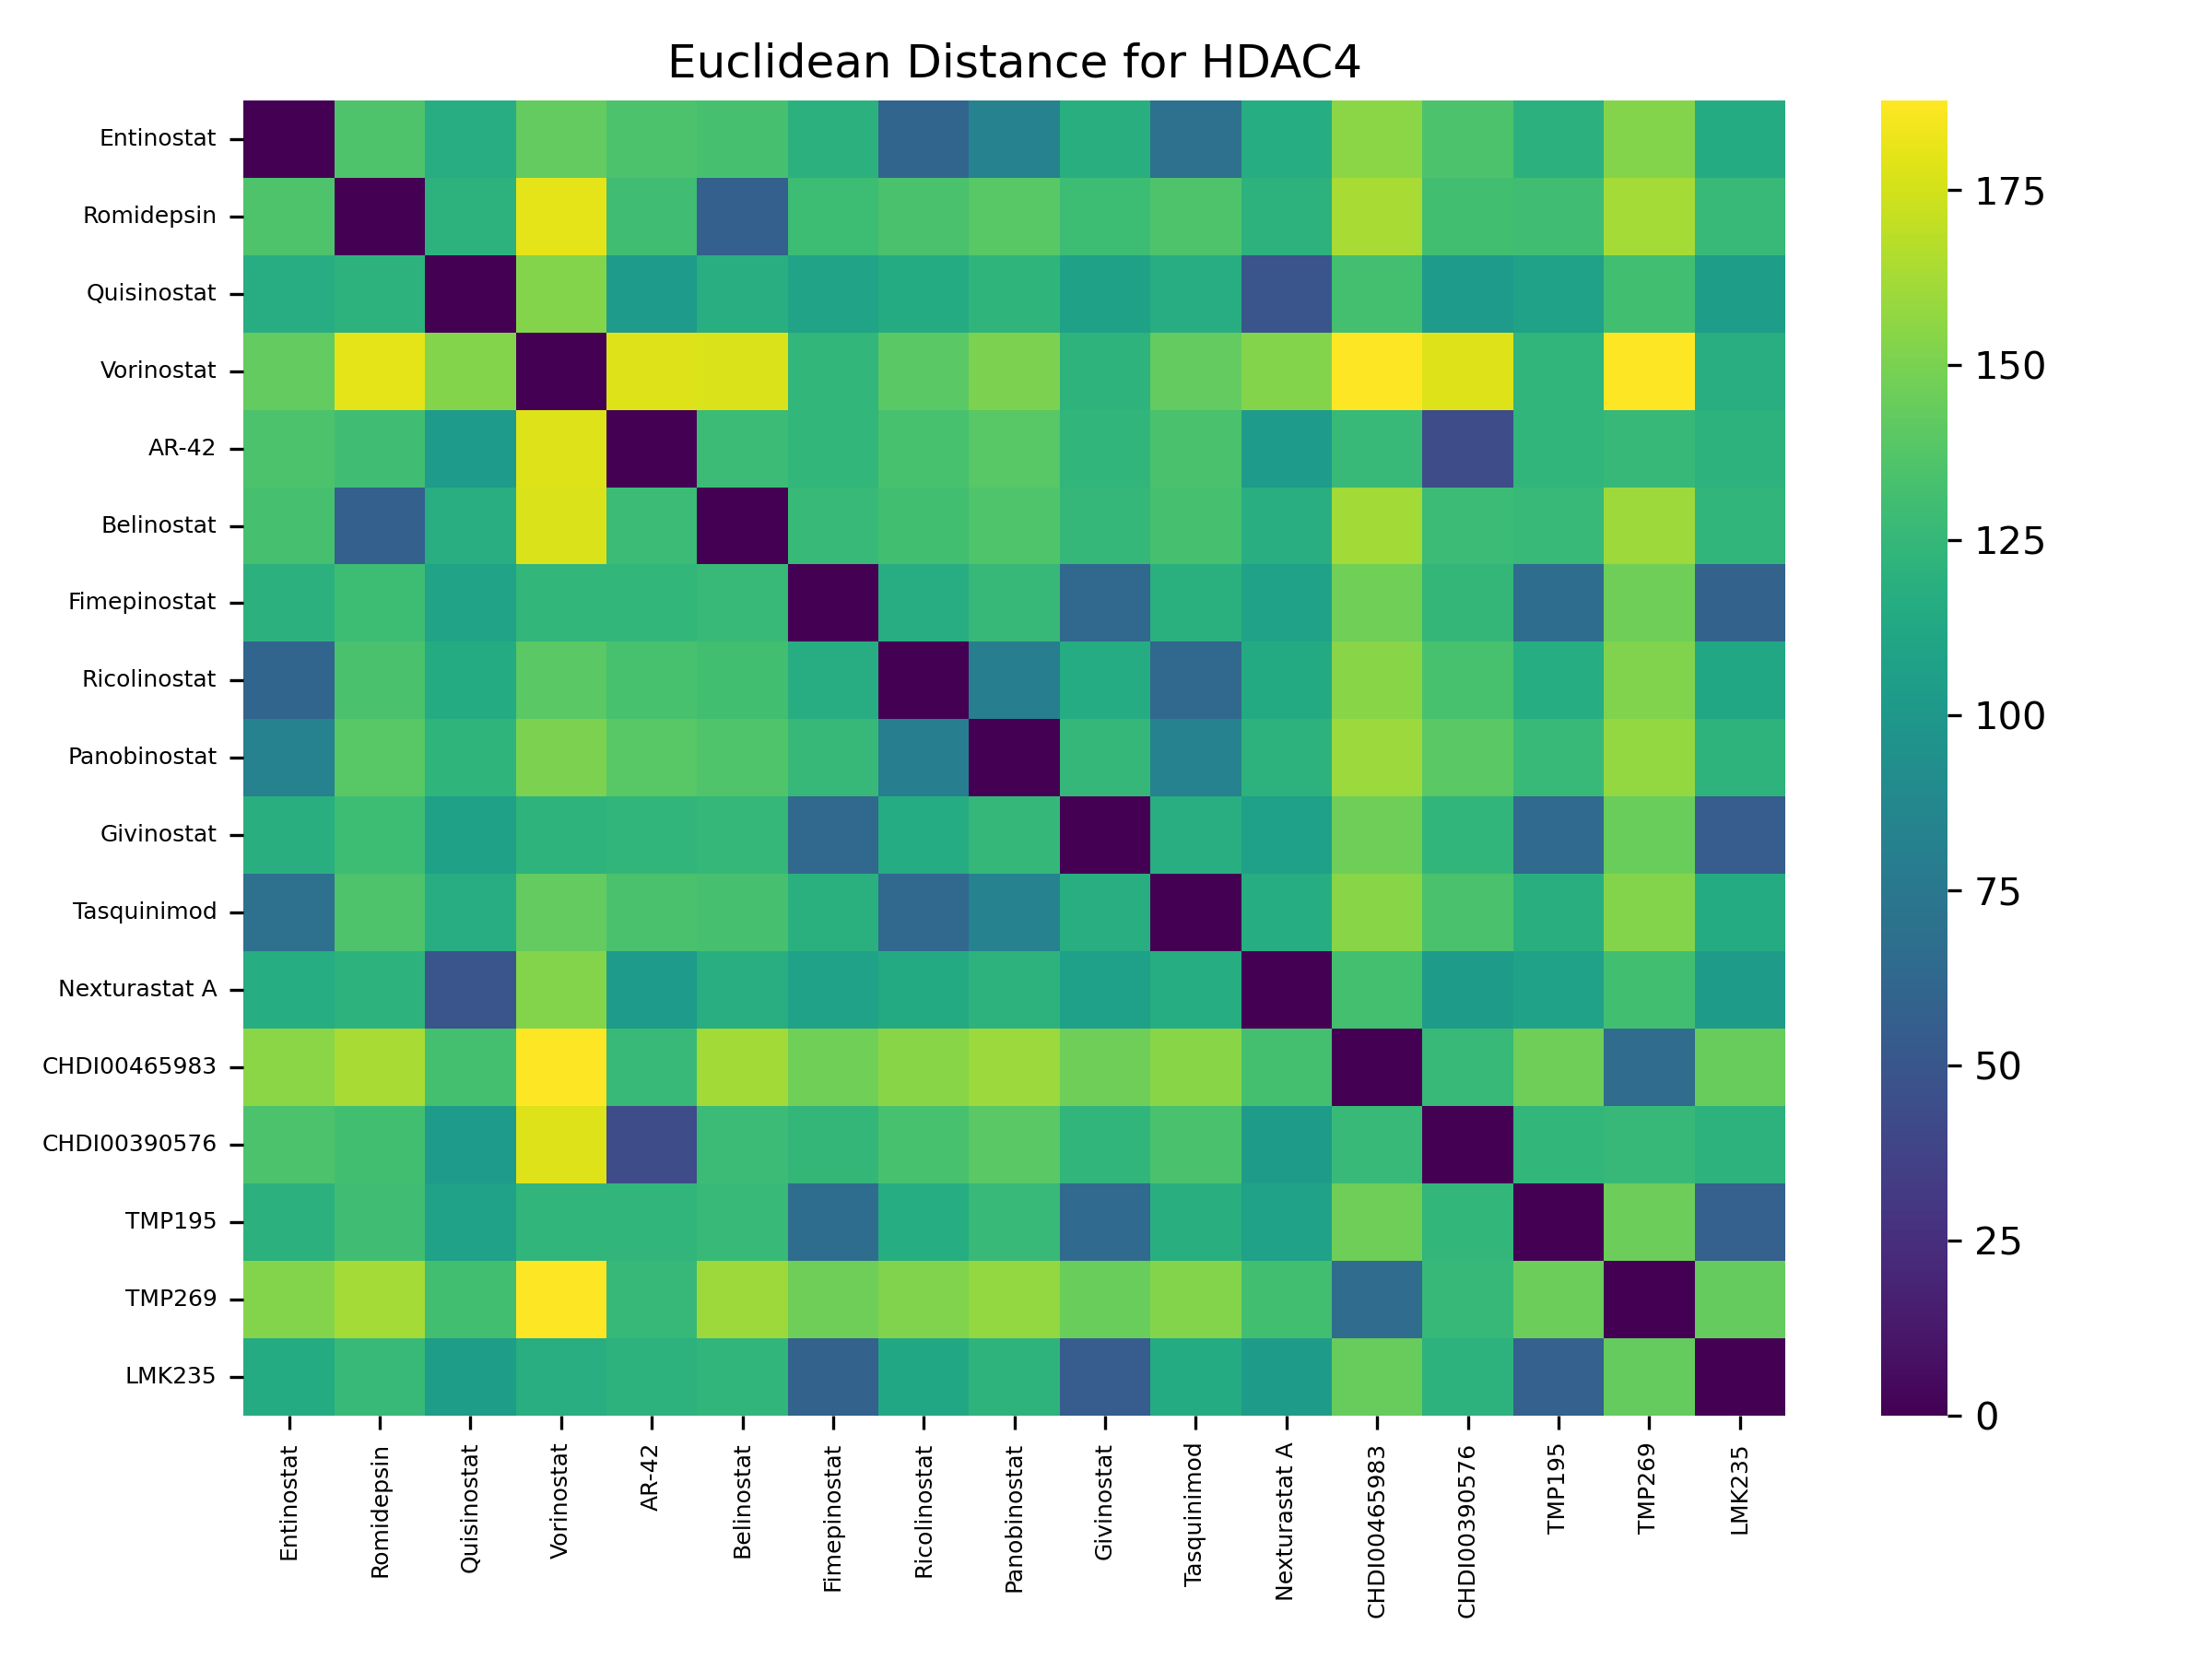 Euclidean Distance for HDAC4
Entinostat
Romidepsin
Quisinostat
Vorinostat
AR-42
Belinostat
Fimepinostat
Ricolinostat
Panobinostat
Givinostat
Tasquinimod
Nexturastat A
CHDI00465983
CHDI00390576
TMP195
TMP269
LMK235
175
150
125
100
75
50
25
0
Entinostat
Romidepsin
Quisinostat
Vorinostat
AR-42
Belinostat
Fimepinostat
Ricolinostat
Panobinostat
Givinostat
Tasquinimod
Nexturastat A
CHDI00465983
CHDI00390576
TMP195
TMP269
LMK235